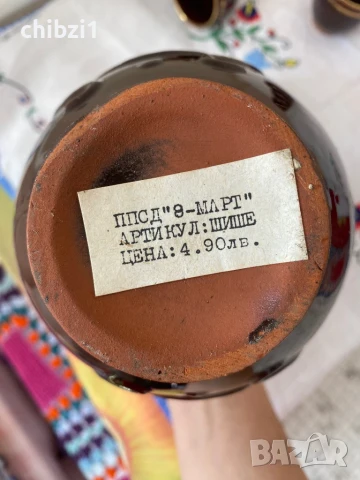 chibzi1
ППСД"8-МАРТ"
АРТИКУЛ:ШИШЕ
ЦЕНА:4.90лв.
BAZAR